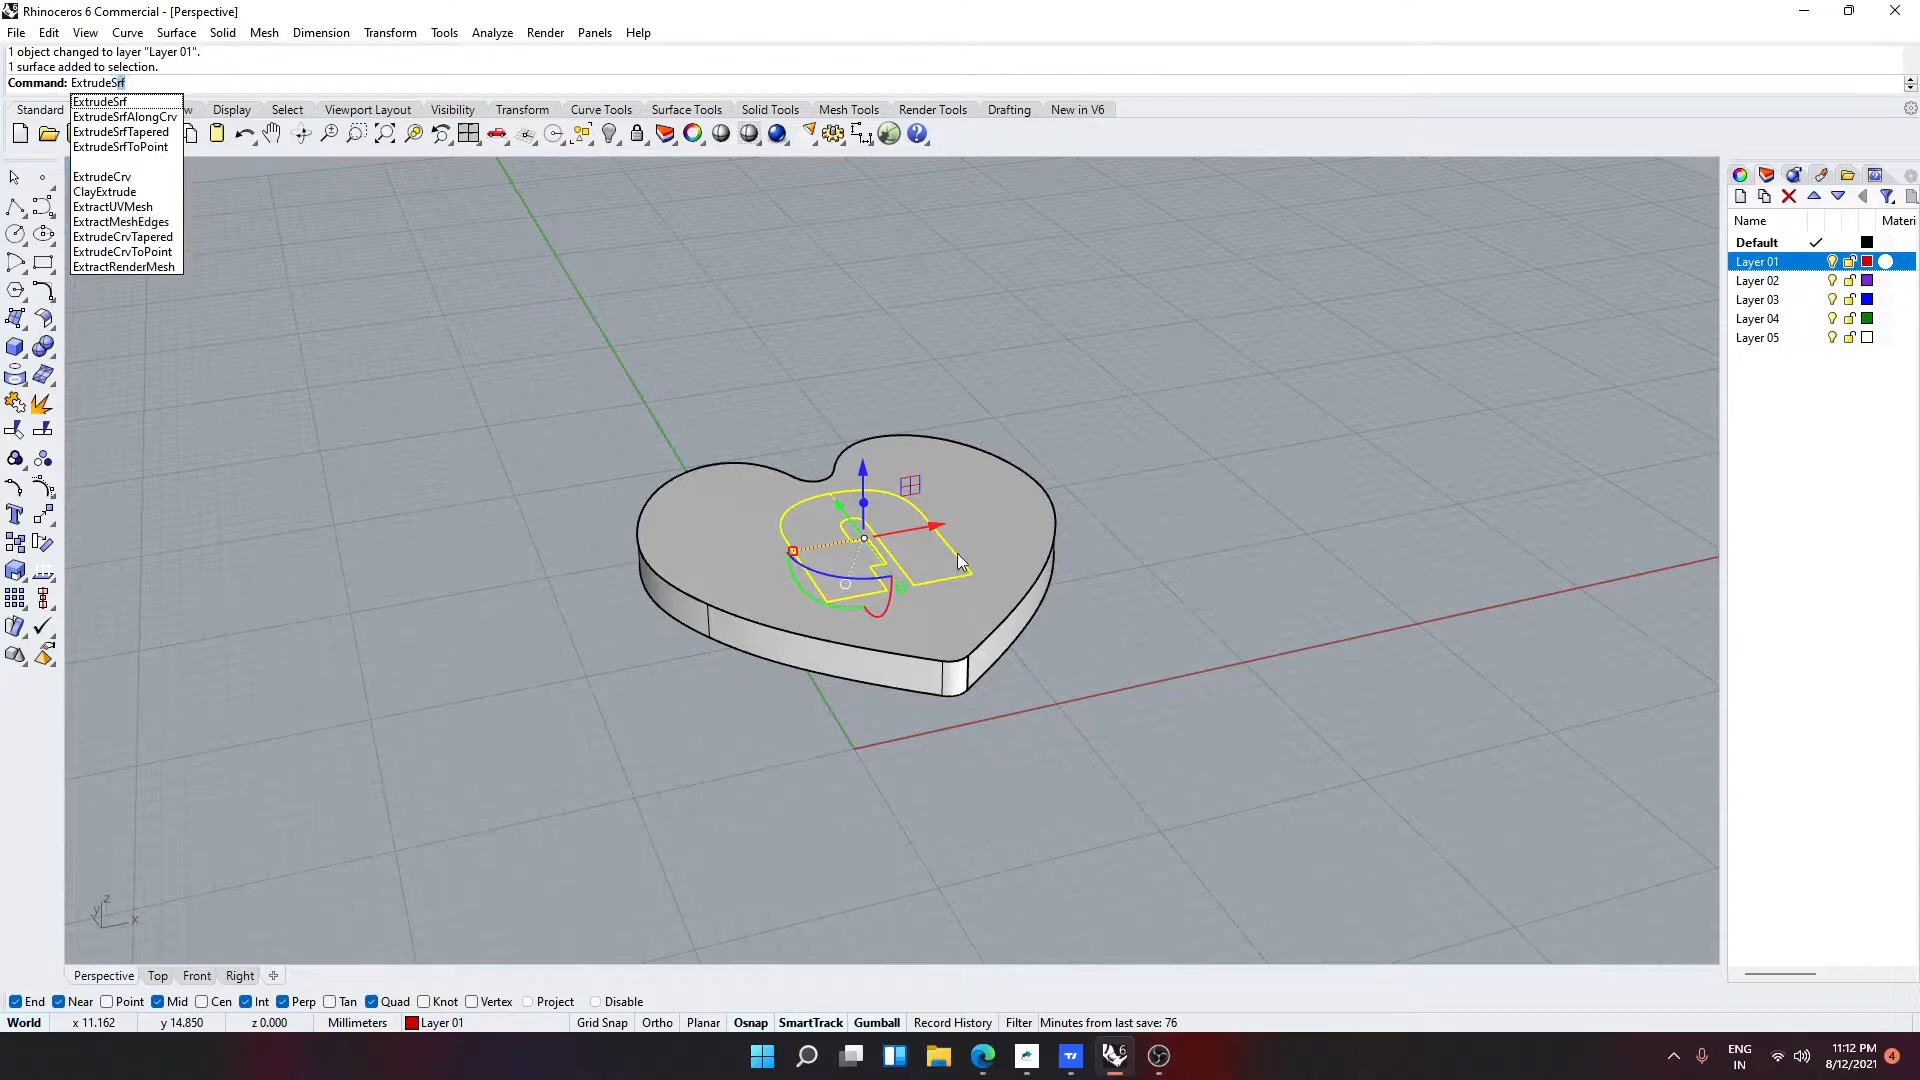 Rhinoceros 6 Commercial - [Perspective]
File Edit View Curve Surface Solid Mesh Dimension Transform Tools Analyze Render Panels Help
1 object changed to layer "Layer 01".
1 surface added to selection.
Command: ExtrudeSrf
Standard Display Select Viewport Layout Visibility Transform Curve Tools Surface Tools Solid Tools Mesh Tools Render Tools Drafting New in V6
ExtrudeSrf
ExtrudeSrfAlongCrv
ExtrudeSrfTapered
ExtrudeSrfToPoint
ExtrudeCrv
ClayExtrude
ExtractUVMesh
ExtractMeshEdges
ExtrudeCrvTapered
ExtrudeCrvToPoint
ExtractRenderMesh
Name Materi
Default
Layer 01
Layer 02
Layer 03
Layer 04
Layer 05
z
y
x
Perspective Top Front Right
End Near Point Mid Cen Int Perp Tan Quad Knot Vertex Project Disable
World x 11.162 y 14.850 z 0.000 Millimeters Layer 01 Grid Snap Ortho Planar Osnap SmartTrack Gumball Record History Filter Minutes from last save: 76
ENG
IN
11:12 PM
8/12/2021
4